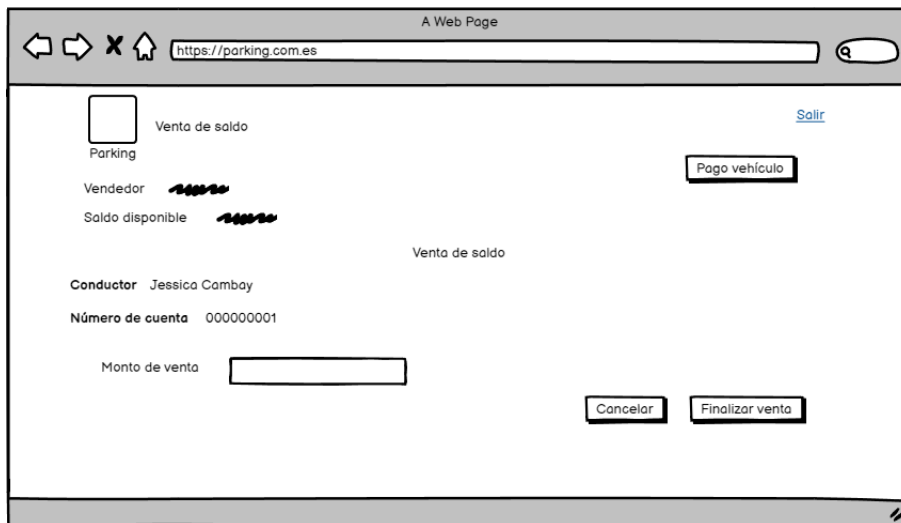 A Web Page
https://parking.com.es
Salir
Venta de saldo
Parking
Pago vehículo
Vendedor
Saldo disponible
Venta de saldo
Conductor Jessica Cambay
Número de cuenta 000000001
Monto de venta
Cancelar Finalizar venta